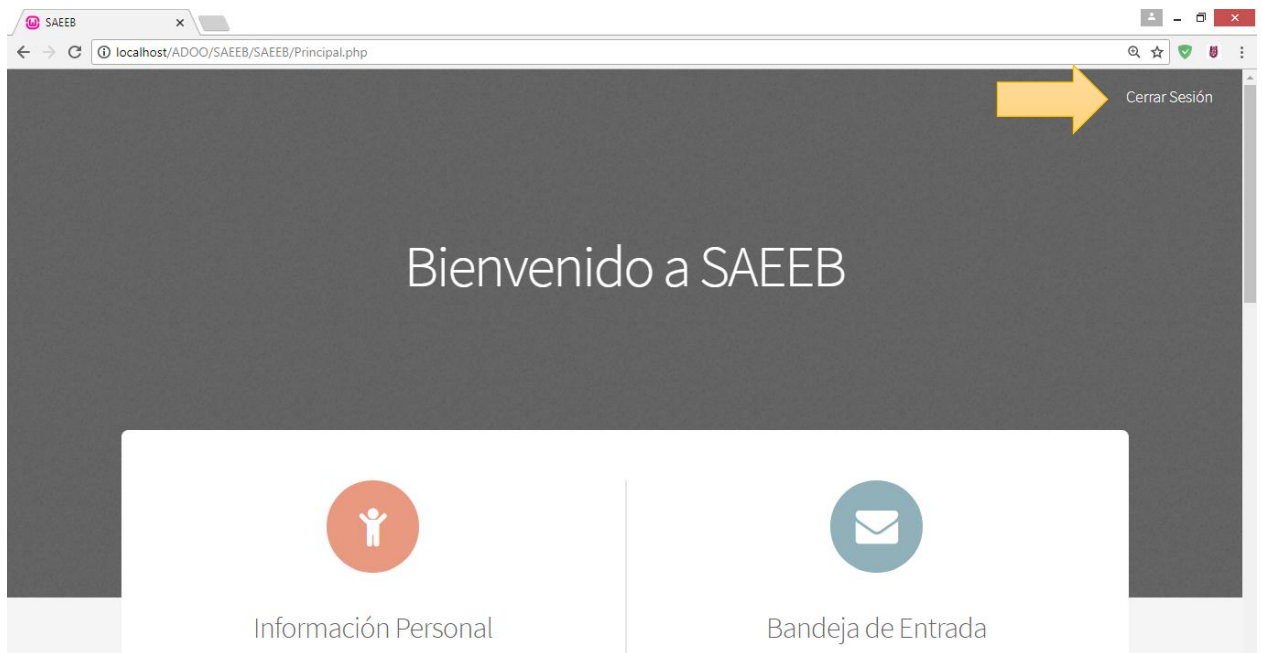 SAEEB
localhost/ADOO/SAEEB/SAEEB/Principal.php
Cerrar Sesión
Bienvenido a SAEEB
Información Personal
Bandeja de Entrada